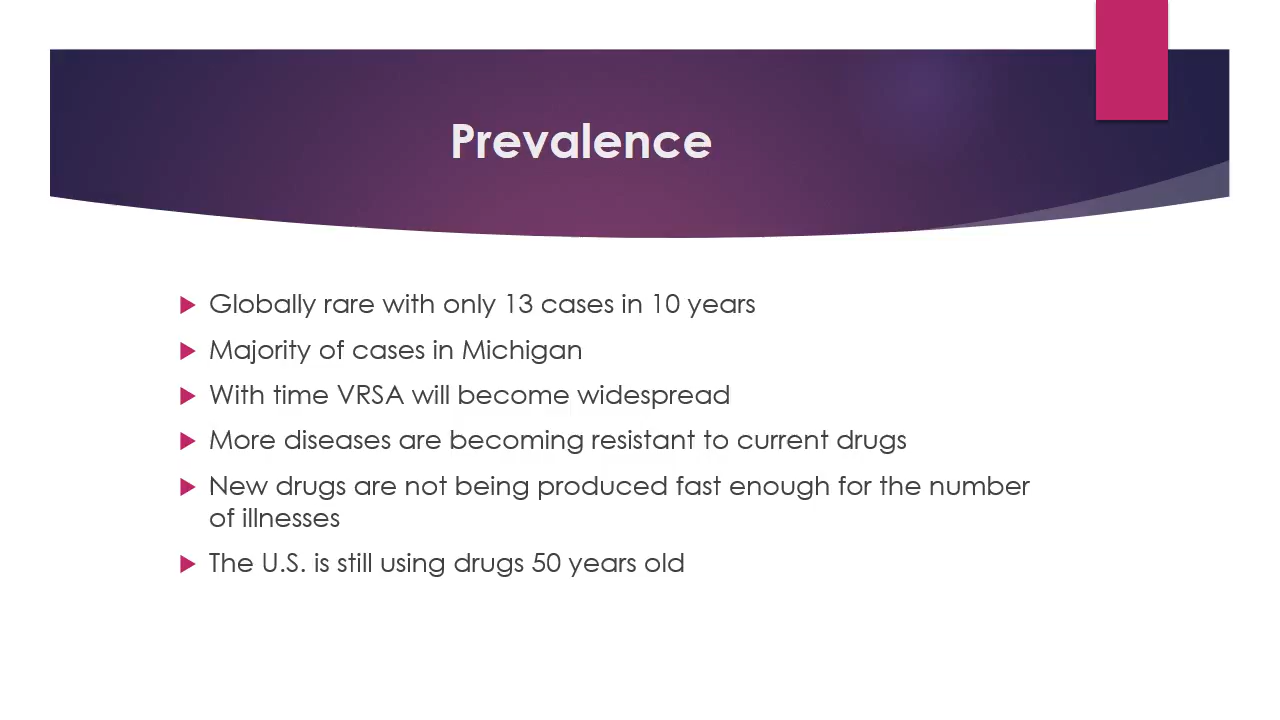 Prevalence
Globally rare with only 13 cases in 10 years
Majority of cases in Michigan
With time VRSA will become widespread
More diseases are becoming resistant to current drugs
New drugs are not being produced fast enough for the number
of illnesses
The U.S. is still using drugs 50 years old